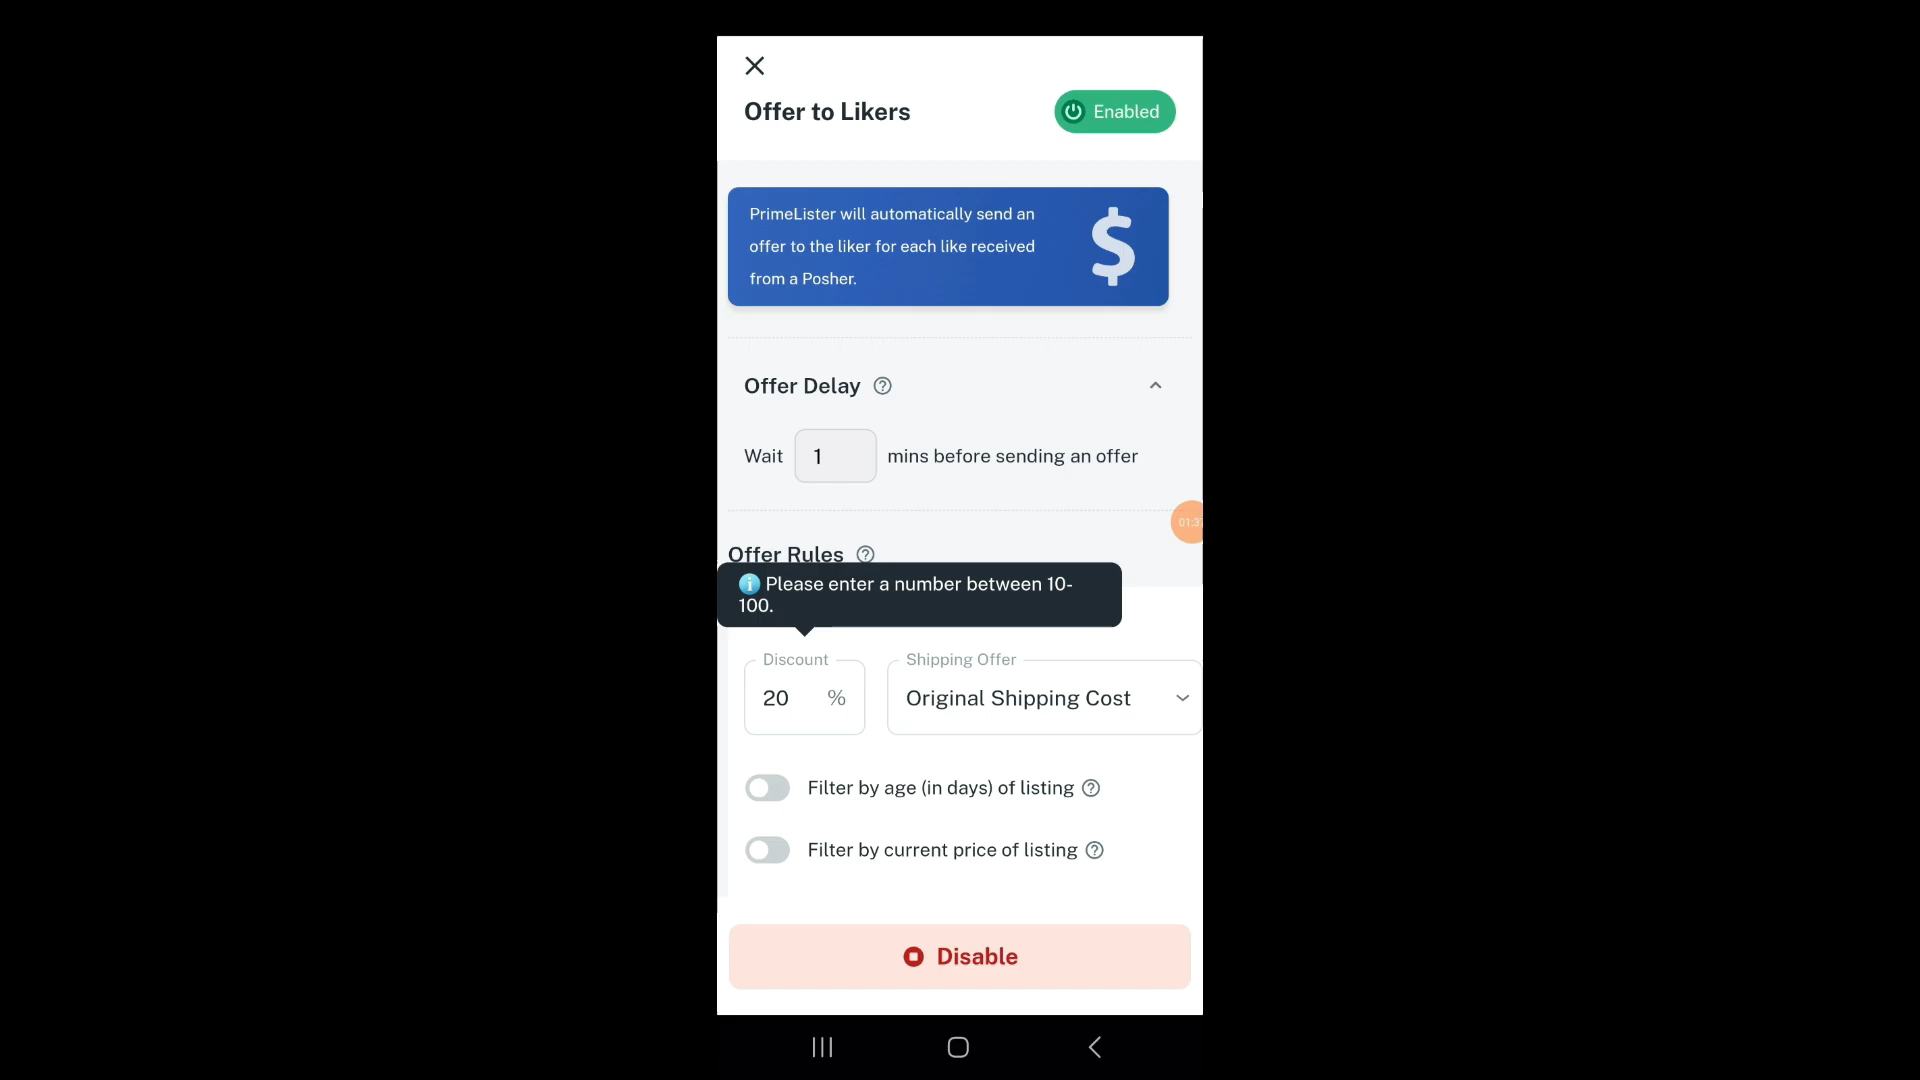 Offer to Likers
Enabled
PrimeLister will automatically send an
offer to the liker for each like received
from a Posher.
$
Offer Delay ?
Wait 1 mins before sending an offer
01:37
Offer Rules ?
i Please enter a number between 10-
100.
Discount
20 %
Shipping Offer
Original Shipping Cost
Filter by age (in days) of listing ?
Filter by current price of listing ?
Disable